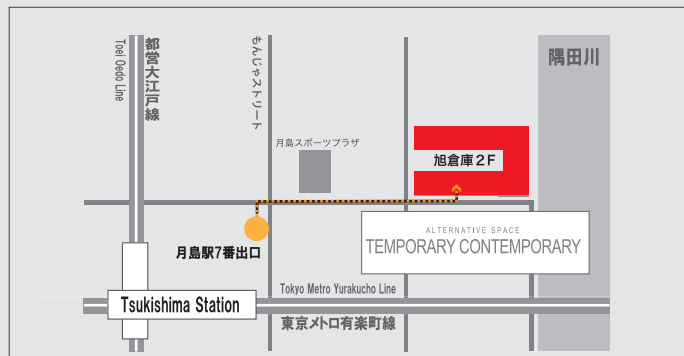 都営大江戸線
Toei Oedo Line
もんじゃストリート
隅田川
月島スポーツプラザ
旭倉庫2F
月島駅7番出口
ALTERNATIVE SPACE
TEMPORARY CONTEMPORARY
Tokyo Metro Yurakucho Line
Tsukishima Station
東京メトロ有楽町線